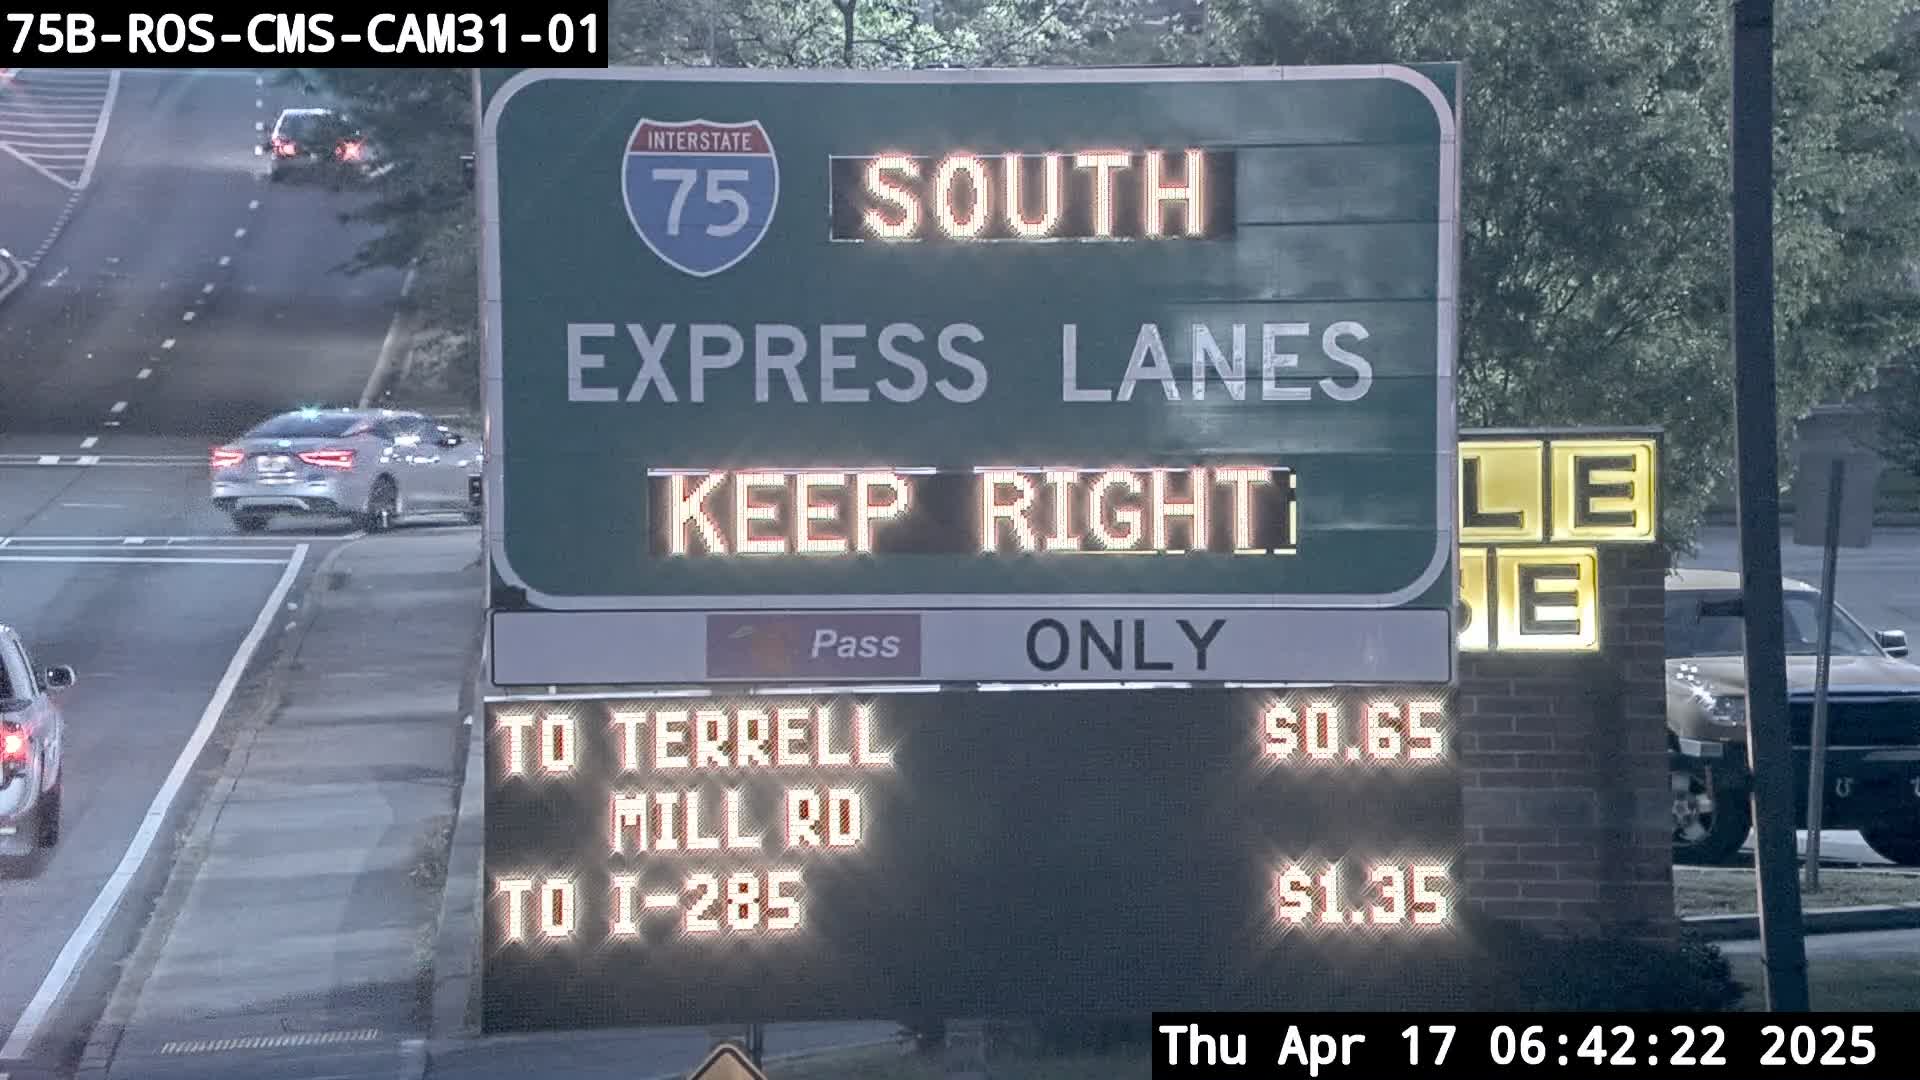 75B-ROS-CMS-CAM31-01
INTERSTATE
75
SOUTH
EXPRESS LANES
KEEP RIGHT
Pass ONLY
TO TERRELL $0.65
MILL RD
TO I-285 $1.35
LE
E
Thu Apr 17 06:42:22 2025